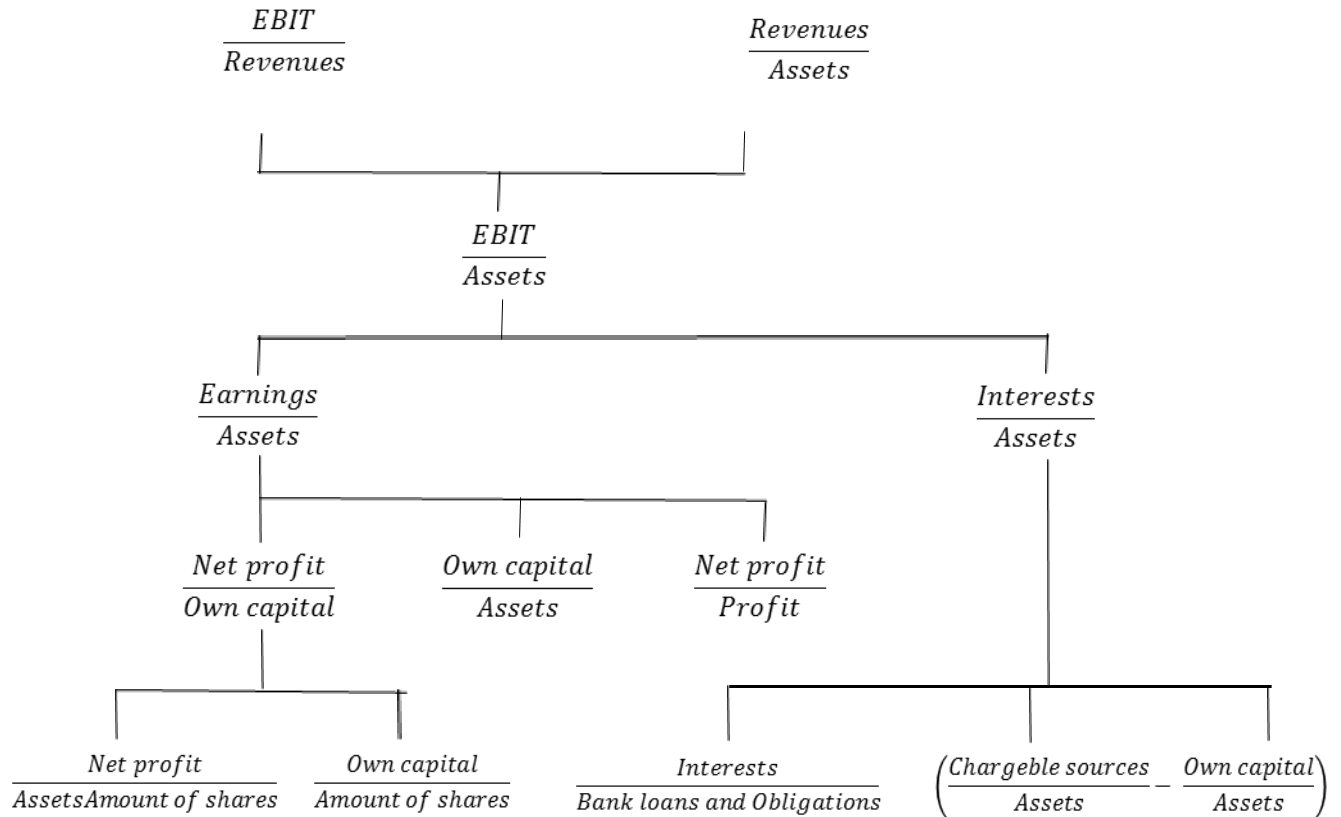 EBIT
Revenues
Revenues
Assets
EBIT
Assets
Earnings
Assets
Interests
Assets
Net profit
Own capital
Own capital
Assets
Net profit
Profit
Net profit
AssetsAmount of shares
Own capital
Amount of shares
Interests
Bank loans and Obligations
(Chargeble sources
Assets
−
Own capital
Assets)